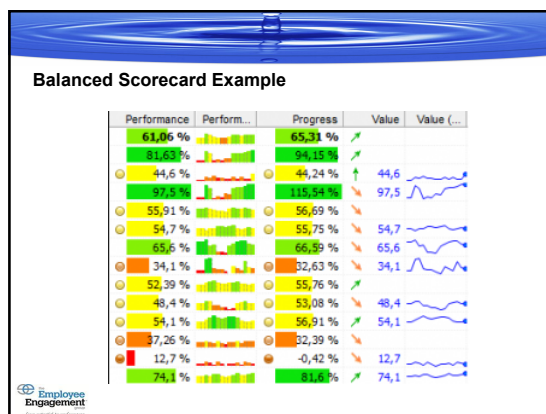 Balanced Scorecard Example
Performance Perform... Progress Value Value (...
61,06 % 65,31 %
81,63 % 94,15 %
44,6 % 44,24 % 44,6
97,5 % 115,54 % 97,5
55,91 % 56,69 %
54,7 % 55,75 % 54,7
65,6 % 66,59 % 65,6
34,1 % 32,63 % 34,1
52,39 % 55,76 %
48,4 % 53,08 % 48,4
54,1 % 56,91 % 54,1
37,26 % 32,39 %
12,7 % -0,42 % 12,7
74,1 % 81,6 % 74,1
the
Employee
Engagement
group